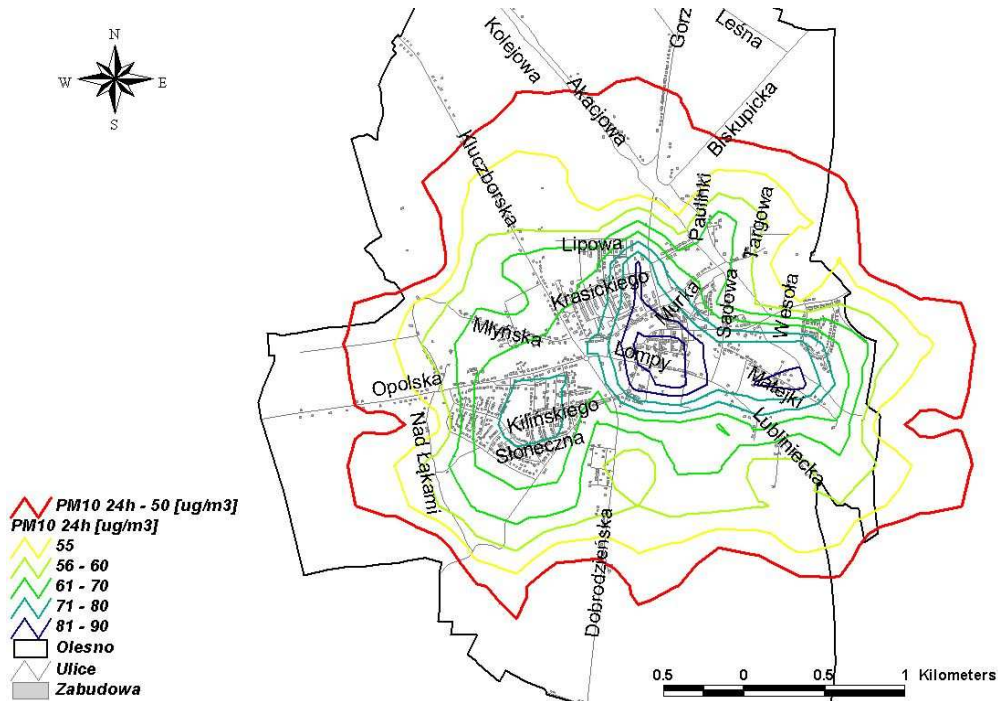 N
W E
S
Kolejowa
Akacjowa
Gorz
Leśna
Biskupicka
Kluczborska
Paulinki
Targowa
Lipowa
Krasickiego
Murka
Sądowa
Wesoła
Młyńska
Lompy
Matejki
Opolska
Kilińskiego
Słoneczna
Nad Łąkami
Lubliniecka
Dobrodzieńska
PM10 24h - 50 [ug/m3]
PM10 24h [ug/m3]
55
56 - 60
61 - 70
71 - 80
81 - 90
Olesno
Ulice
Zabudowa
0.5 0 0.5 1 Kilometers